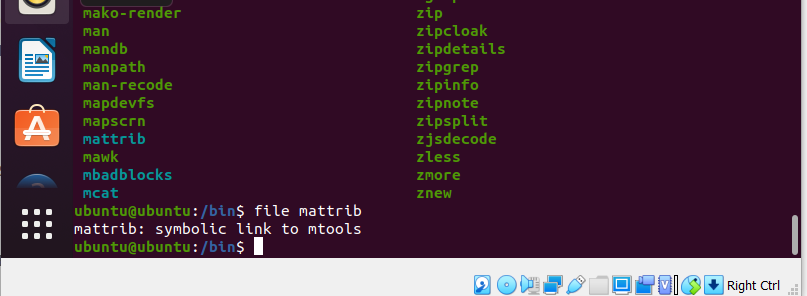 mako-render zip
man zipcloak
mandb zipdetails
manpath zipgrep
man-recode zipinfo
mapdevfs zipnote
mapscrn zipsplit
mattrib zjsdecode
mawk zless
mbadblocks zmore
mcat znew
ubuntu@ubuntu:/bin$ file mattrib
mattrib: symbolic link to mtools
ubuntu@ubuntu:/bin$
Right Ctrl